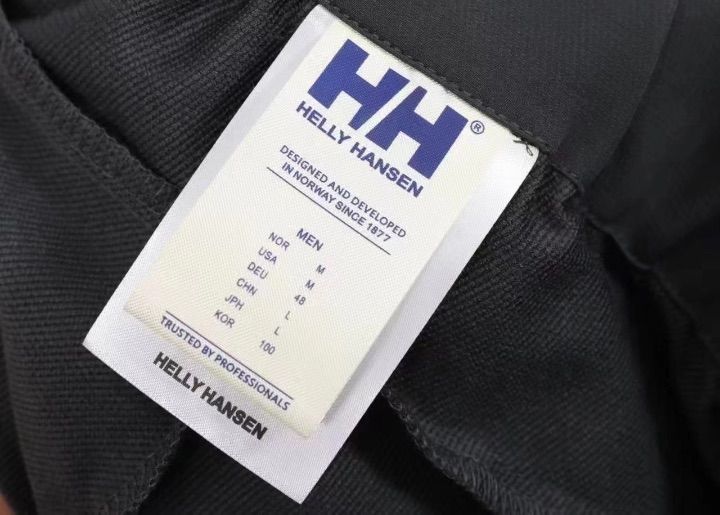 HH®
HELLY HANSEN
DESIGNED AND DEVELOPED
IN NORWAY SINCE 1877
MEN
NOR M
USA M
DEU 48
CHN L
JPH L
KOR 100
TRUSTED BY PROFESSIONALS
HELLY HANSEN